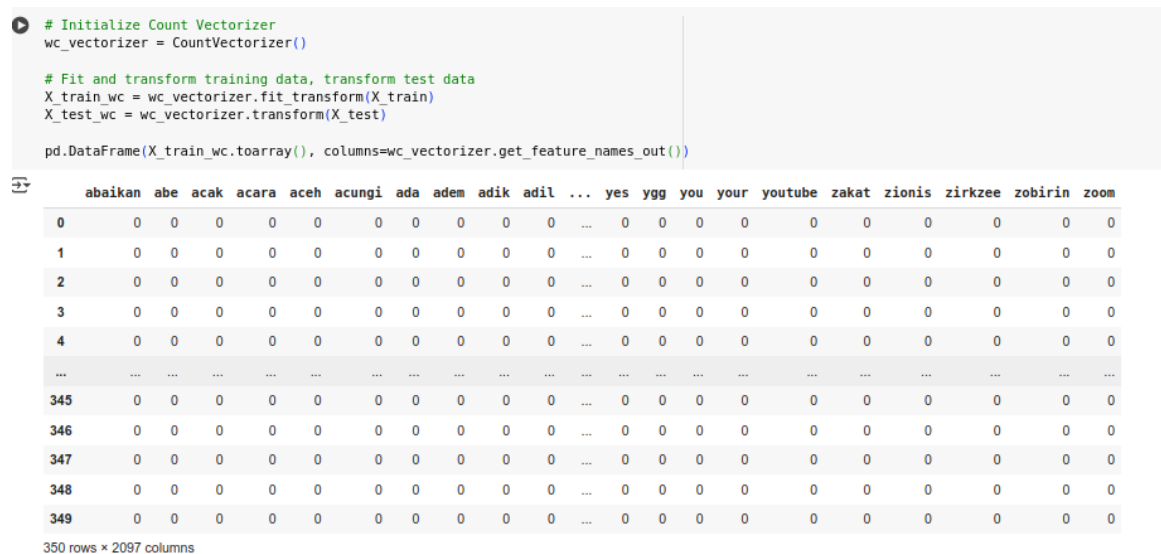 # Initialize Count Vectorizer
wc_vectorizer = CountVectorizer()
# Fit and transform training data, transform test data
X_train_wc = wc_vectorizer.fit_transform(X_train)
X_test_wc = wc_vectorizer.transform(X_test)
pd.DataFrame(X_train_wc.toarray(), columns=wc_vectorizer.get_feature_names_out())
abaikan abe acak acara aceh acungi ada adem adik adil ... yes ygg you your youtube zakat zionis zirkzee zobirin zoom
0 0 0 0 0 0 0 0 0 0 0 ... 0 0 0 0 0 0 0 0 0 0
1 0 0 0 0 0 0 0 0 0 0 ... 0 0 0 0 0 0 0 0 0 0
2 0 0 0 0 0 0 0 0 0 0 ... 0 0 0 0 0 0 0 0 0 0
3 0 0 0 0 0 0 0 0 0 0 ... 0 0 0 0 0 0 0 0 0 0
4 0 0 0 0 0 0 0 0 0 0 ... 0 0 0 0 0 0 0 0 0 0
... ... ... ... ... ... ... ... ... ... ... ... ... ... ... ... ... ... ... ... ... ...
345 0 0 0 0 0 0 0 0 0 0 ... 0 0 0 0 0 0 0 0 0 0
346 0 0 0 0 0 0 0 0 0 0 ... 0 0 0 0 0 0 0 0 0 0
347 0 0 0 0 0 0 0 0 0 0 ... 0 0 0 0 0 0 0 0 0 0
348 0 0 0 0 0 0 0 0 0 0 ... 0 0 0 0 0 0 0 0 0 0
349 0 0 0 0 0 0 0 0 0 0 ... 0 0 0 0 0 0 0 0 0 0
350 rows × 2097 columns